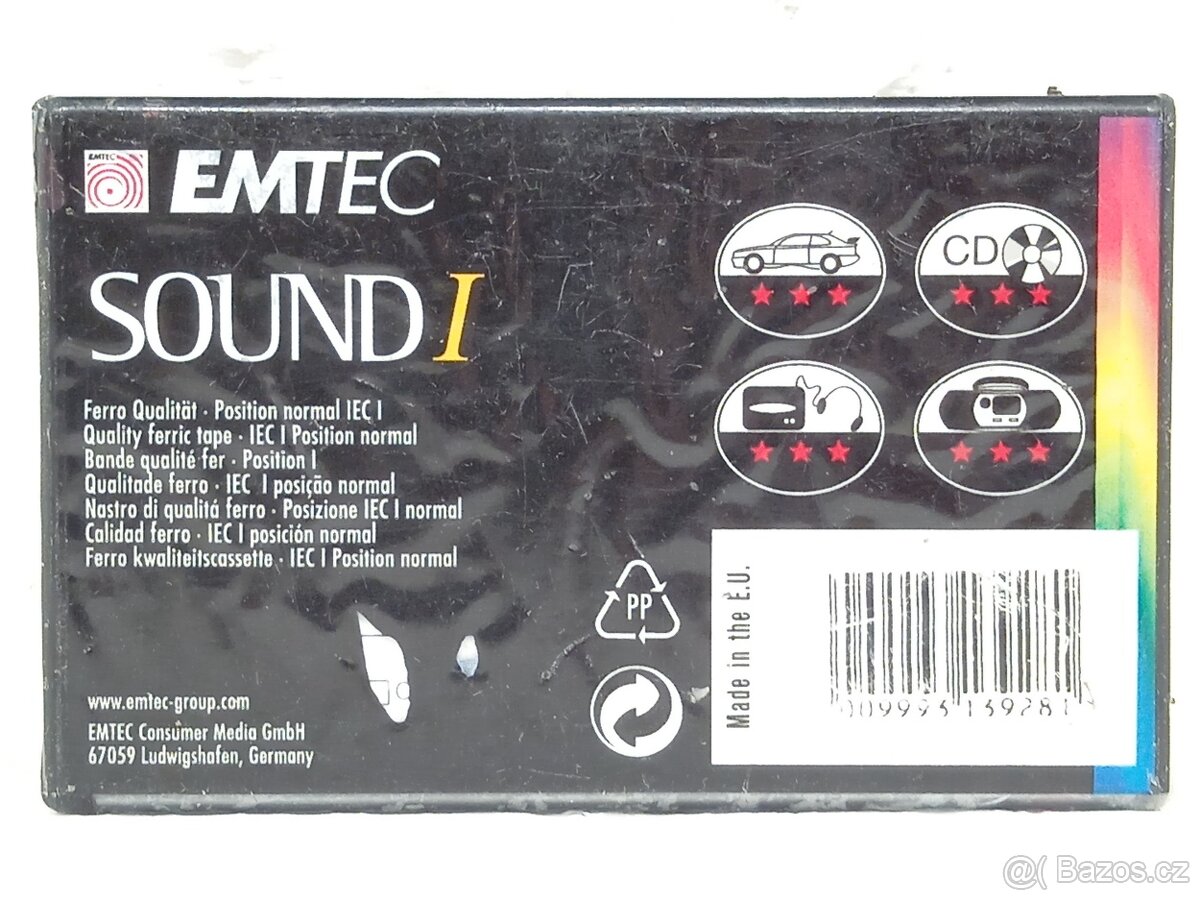 EMTEC
EMTEC
SOUND I
Ferro Qualität · Position normal IEC I
Quality ferric tape · IEC I Position normal
Bande qualité fer · Position I
Qualitade ferro · IEC I posição normal
Nastro di qualitá ferro · Posizione IEC I normal
Calidad ferro · IEC I posición normal
Ferro kwaliteitscassette · IEC I Position normal
www.emtec-group.com
EMTEC Consumer Media GmbH
67059 Ludwigshafen, Germany
CD
PP
Made in the E.U.
@( Bazos.cz